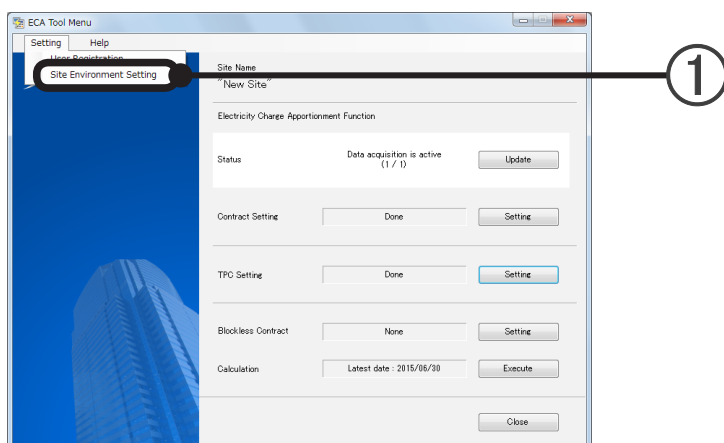 ECA Tool Menu
Setting Help
User Registration
Site Environment Setting
①
Site Name
"New Site"
Electricity Charge Apportionment Function
Status
Data acquisition is active
(1 / 1)
Update
Contract Setting Done Setting
TPC Setting Done Setting
Blockless Contract None Setting
Calculation Latest date : 2015/06/30 Execute
Close